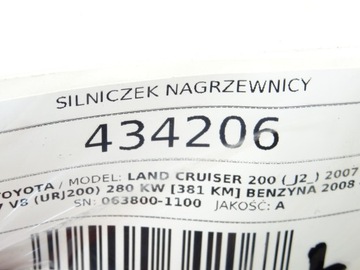 SILNICZEK NAGRZEWNICY
434206
TOYOTA / MODEL: LAND CRUISER 200 (_J2_) 2007
V8 (URJ200) 280 KW [381 KM] BENZYNA 2008
SN: 063800-1100 JAKOŚĆ: A